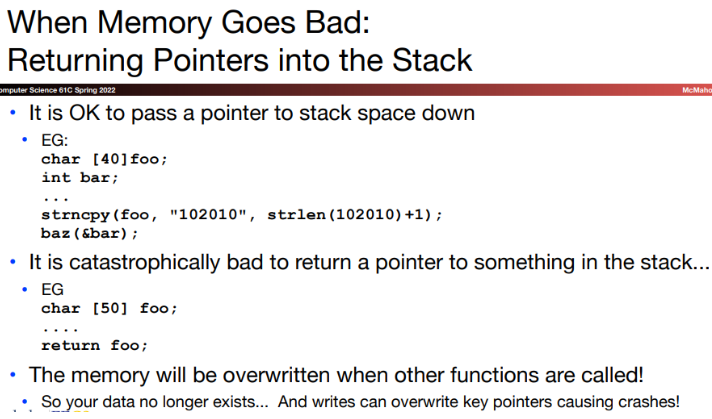 When Memory Goes Bad:
Returning Pointers into the Stack
omputer Science 61C Spring 2022
McMaho
• It is OK to pass a pointer to stack space down
• EG:
char [40]foo;
int bar;
...
strncpy(foo, "102010", strlen(102010)+1);
baz(&bar);
• It is catastrophically bad to return a pointer to something in the stack...
• EG
char [50] foo;
....
return foo;
• The memory will be overwritten when other functions are called!
• So your data no longer exists... And writes can overwrite key pointers causing crashes!